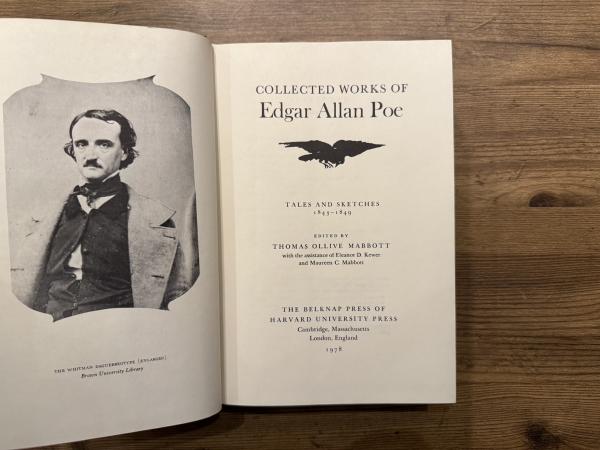 THE WHITMAN DAGUERREOTYPE [ENLARGED]
Brown University Library
COLLECTED WORKS OF
Edgar Allan Poe
TALES AND SKETCHES
1843–1849
EDITED BY
THOMAS OLLIVE MABBOTT
with the assistance of Eleanor D. Kewer
and Maureen C. Mabbott
THE BELKNAP PRESS OF
HARVARD UNIVERSITY PRESS
Cambridge, Massachusetts
London, England
1978